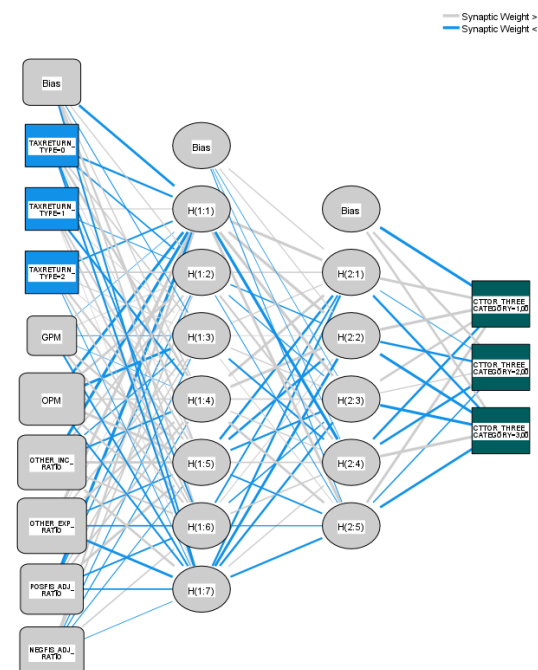 Synaptic Weight >
Synaptic Weight <
Bias
TAXRETURN_
TYPE=0
TAXRETURN_
TYPE=1
TAXRETURN_
TYPE=2
GPM
OPM
OTHER_INC_
RATIO
OTHER_EXP_
RATIO
POSFIS_ADJ_
RATIO
NEGFIS_ADJ_
RATIO
Bias
H(1:1)
H(1:2)
H(1:3)
H(1:4)
H(1:5)
H(1:6)
H(1:7)
Bias
H(2:1)
H(2:2)
H(2:3)
H(2:4)
H(2:5)
CTTOR_THREE_
CATEGORY=1,00
CTTOR_THREE_
CATEGORY=2,00
CTTOR_THREE_
CATEGORY=3,00